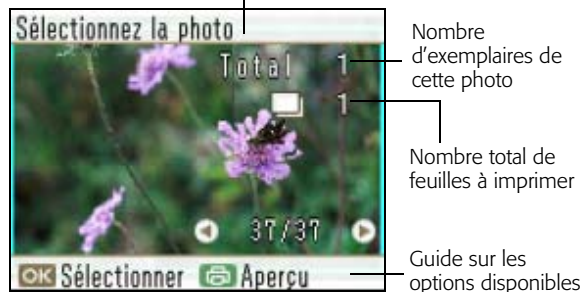 Sélectionnez la photo
Total 1
1
37/37
OK Sélectionner Aperçu
Nombre
d'exemplaires de
cette photo
Nombre total de
feuilles à imprimer
Guide sur les
options disponibles